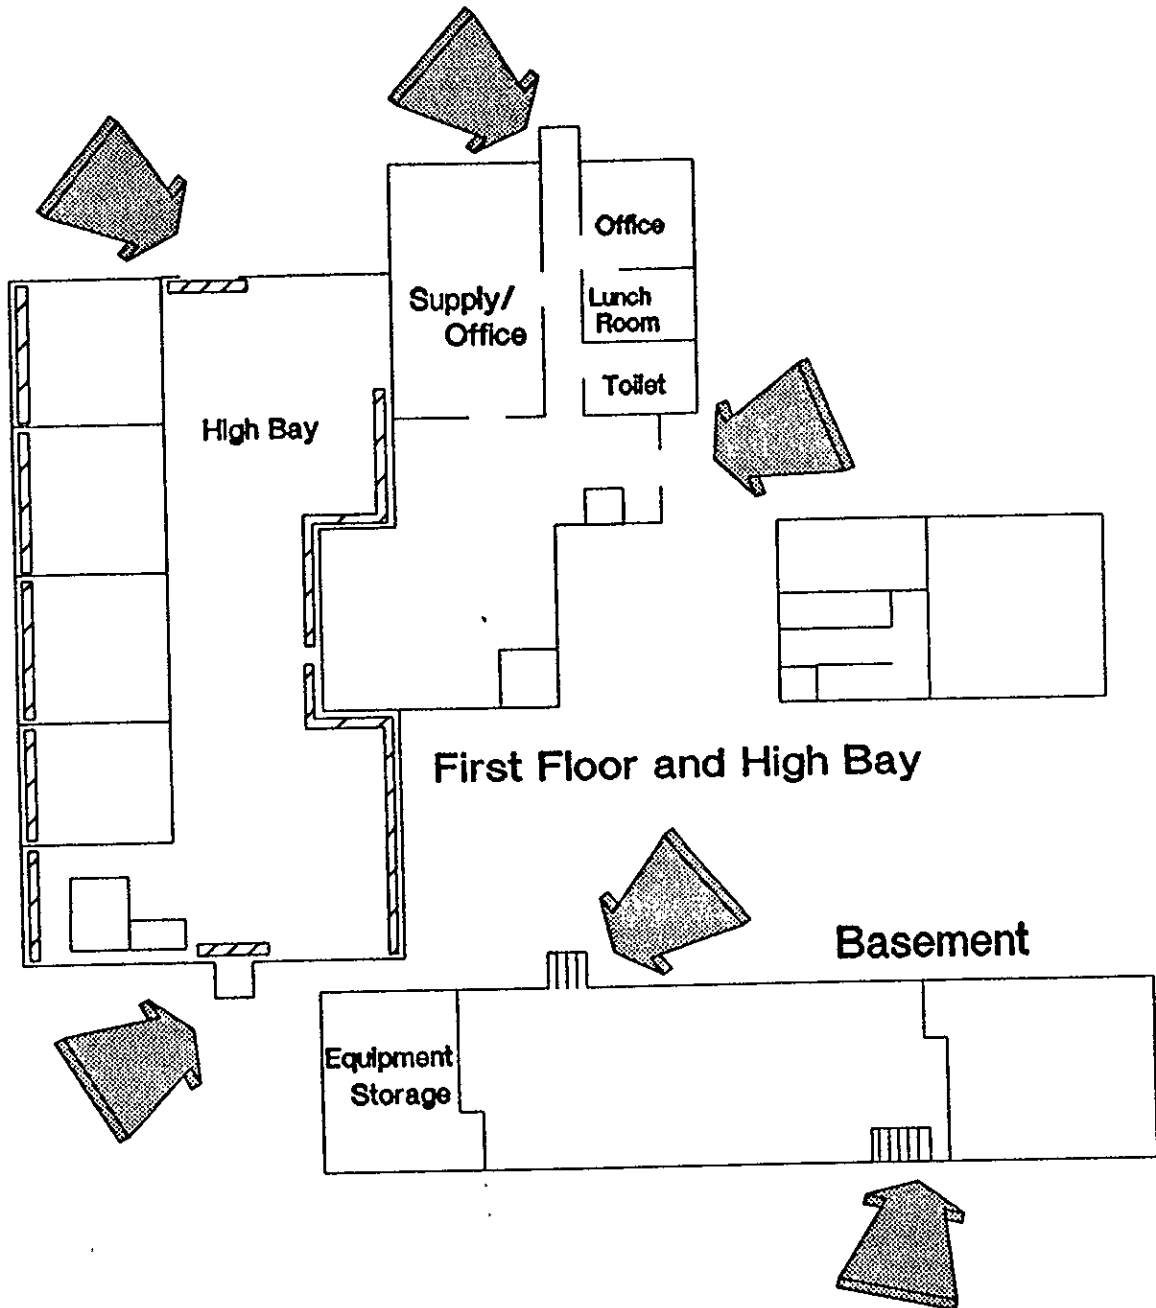 Office
Supply/
Office
Lunch
Room
Toilet
High Bay
First Floor and High Bay
Basement
Equipment
Storage